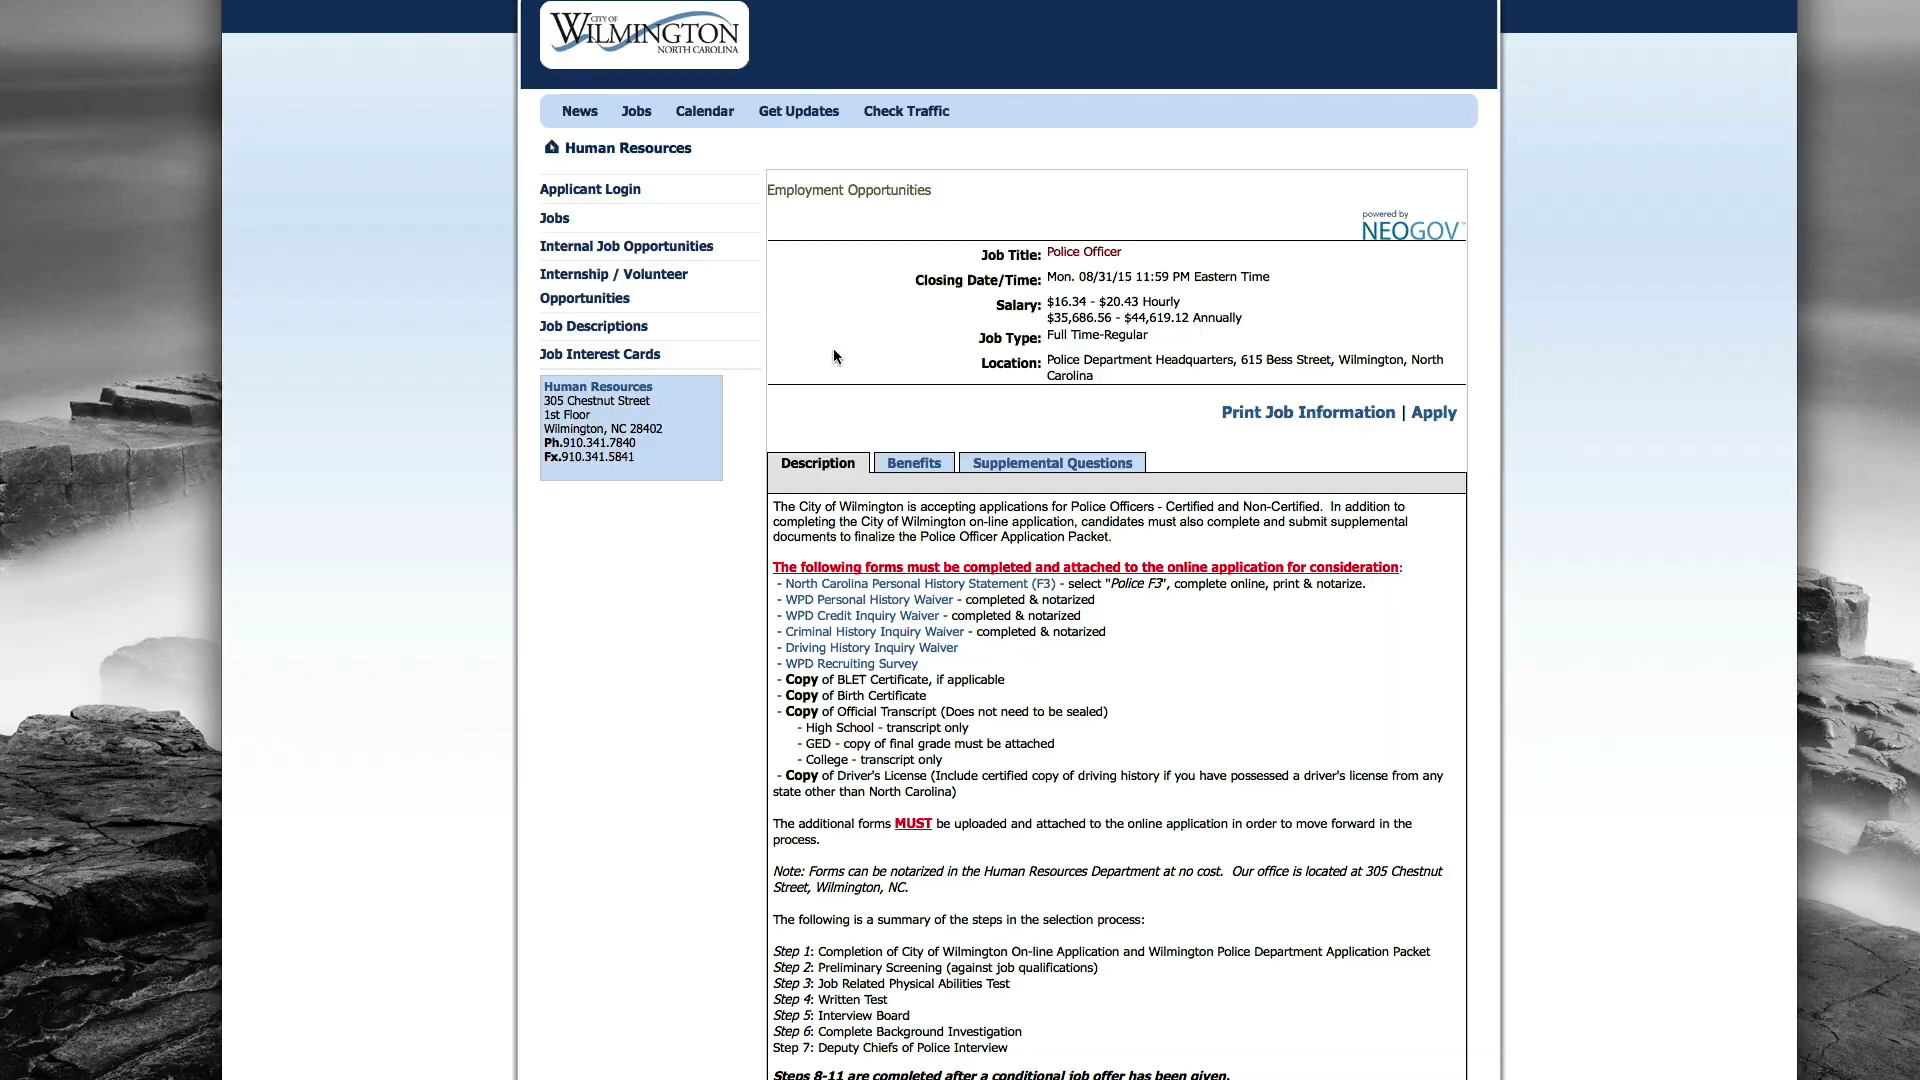 CITY OF
WILMINGTON
NORTH CAROLINA
News Jobs Calendar Get Updates Check Traffic
Human Resources
Applicant Login
Jobs
Internal Job Opportunities
Internship / Volunteer
Opportunities
Job Descriptions
Job Interest Cards
Human Resources
305 Chestnut Street
1st Floor
Wilmington, NC 28402
Ph.910.341.7840
Fx.910.341.5841
Employment Opportunities
powered by
NEOGOV™
Job Title: Police Officer
Closing Date/Time: Mon. 08/31/15 11:59 PM Eastern Time
Salary: $16.34 - $20.43 Hourly
$35,686.56 - $44,619.12 Annually
Job Type: Full Time-Regular
Location: Police Department Headquarters, 615 Bess Street, Wilmington, North
Carolina
Print Job Information | Apply
Description Benefits Supplemental Questions
The City of Wilmington is accepting applications for Police Officers - Certified and Non-Certified. In addition to
completing the City of Wilmington on-line application, candidates must also complete and submit supplemental
documents to finalize the Police Officer Application Packet.
The following forms must be completed and attached to the online application for consideration:
- North Carolina Personal History Statement (F3) - select "Police F3", complete online, print & notarize.
- WPD Personal History Waiver - completed & notarized
- WPD Credit Inquiry Waiver - completed & notarized
- Criminal History Inquiry Waiver - completed & notarized
- Driving History Inquiry Waiver
- WPD Recruiting Survey
- Copy of BLET Certificate, if applicable
- Copy of Birth Certificate
- Copy of Official Transcript (Does not need to be sealed)
- High School - transcript only
- GED - copy of final grade must be attached
- College - transcript only
- Copy of Driver's License (Include certified copy of driving history if you have possessed a driver's license from any
state other than North Carolina)
The additional forms MUST be uploaded and attached to the online application in order to move forward in the
process.
Note: Forms can be notarized in the Human Resources Department at no cost. Our office is located at 305 Chestnut
Street, Wilmington, NC.
The following is a summary of the steps in the selection process:
Step 1: Completion of City of Wilmington On-line Application and Wilmington Police Department Application Packet
Step 2: Preliminary Screening (against job qualifications)
Step 3: Job Related Physical Abilities Test
Step 4: Written Test
Step 5: Interview Board
Step 6: Complete Background Investigation
Step 7: Deputy Chiefs of Police Interview
Steps 8-11 are completed after a conditional job offer has been given.